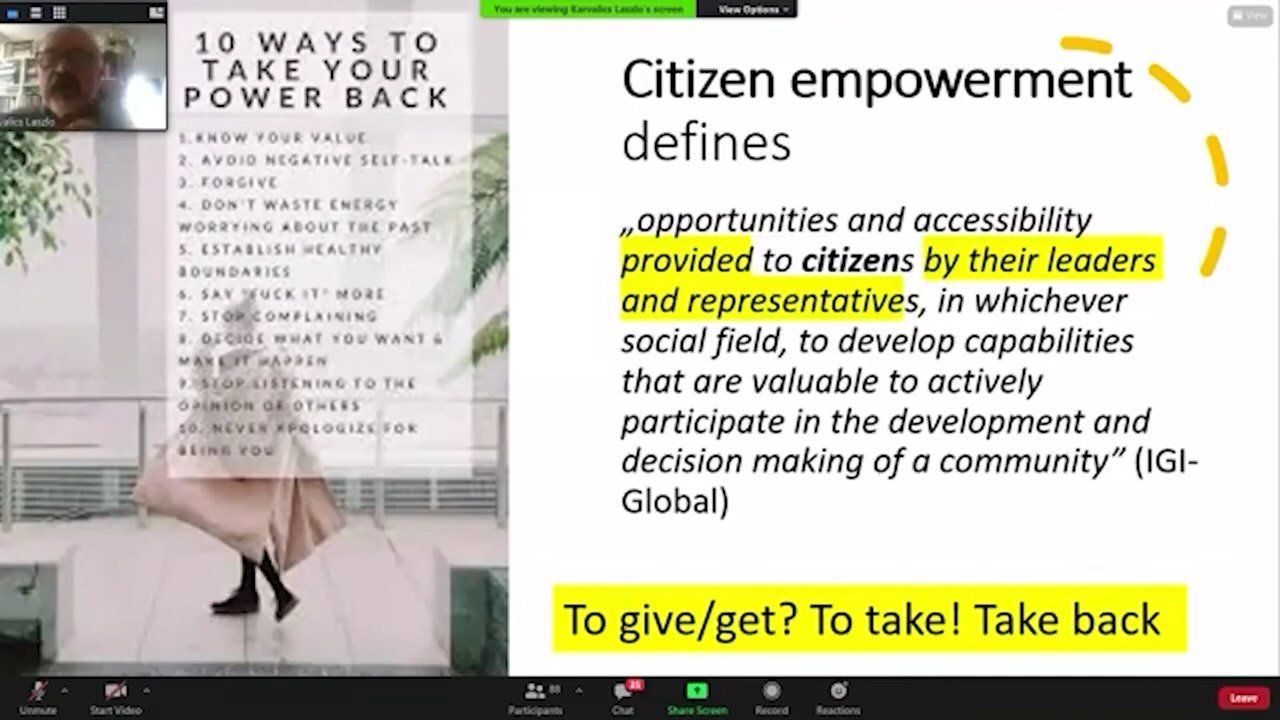 You are viewing Karvalics Laszlo's screen
View Options
View
Laszlo
10 WAYS TO
TAKE YOUR
POWER BACK
1. KNOW YOUR VALUE
2. AVOID NEGATIVE SELF-TALK
3. FORGIVE
4. DON'T WASTE ENERGY
WORRYING ABOUT THE PAST
5. ESTABLISH HEALTHY
BOUNDARIES
6. SAY "FUCK IT" MORE
7. STOP COMPLAINING
8. DECIDE WHAT YOU WANT &
MAKE IT HAPPEN
9. STOP LISTENING TO THE
OPINION OF OTHERS
10. NEVER APOLOGIZE FOR
BEING YOU
Citizen empowerment
defines
„opportunities and accessibility
provided to citizens by their leaders
and representatives, in whichever
social field, to develop capabilities
that are valuable to actively
participate in the development and
decision making of a community” (IGI-
Global)
To give/get? To take! Take back
Unmute
Start Video
Participants
88
Chat
35
Share Screen
Record
Reactions
Leave